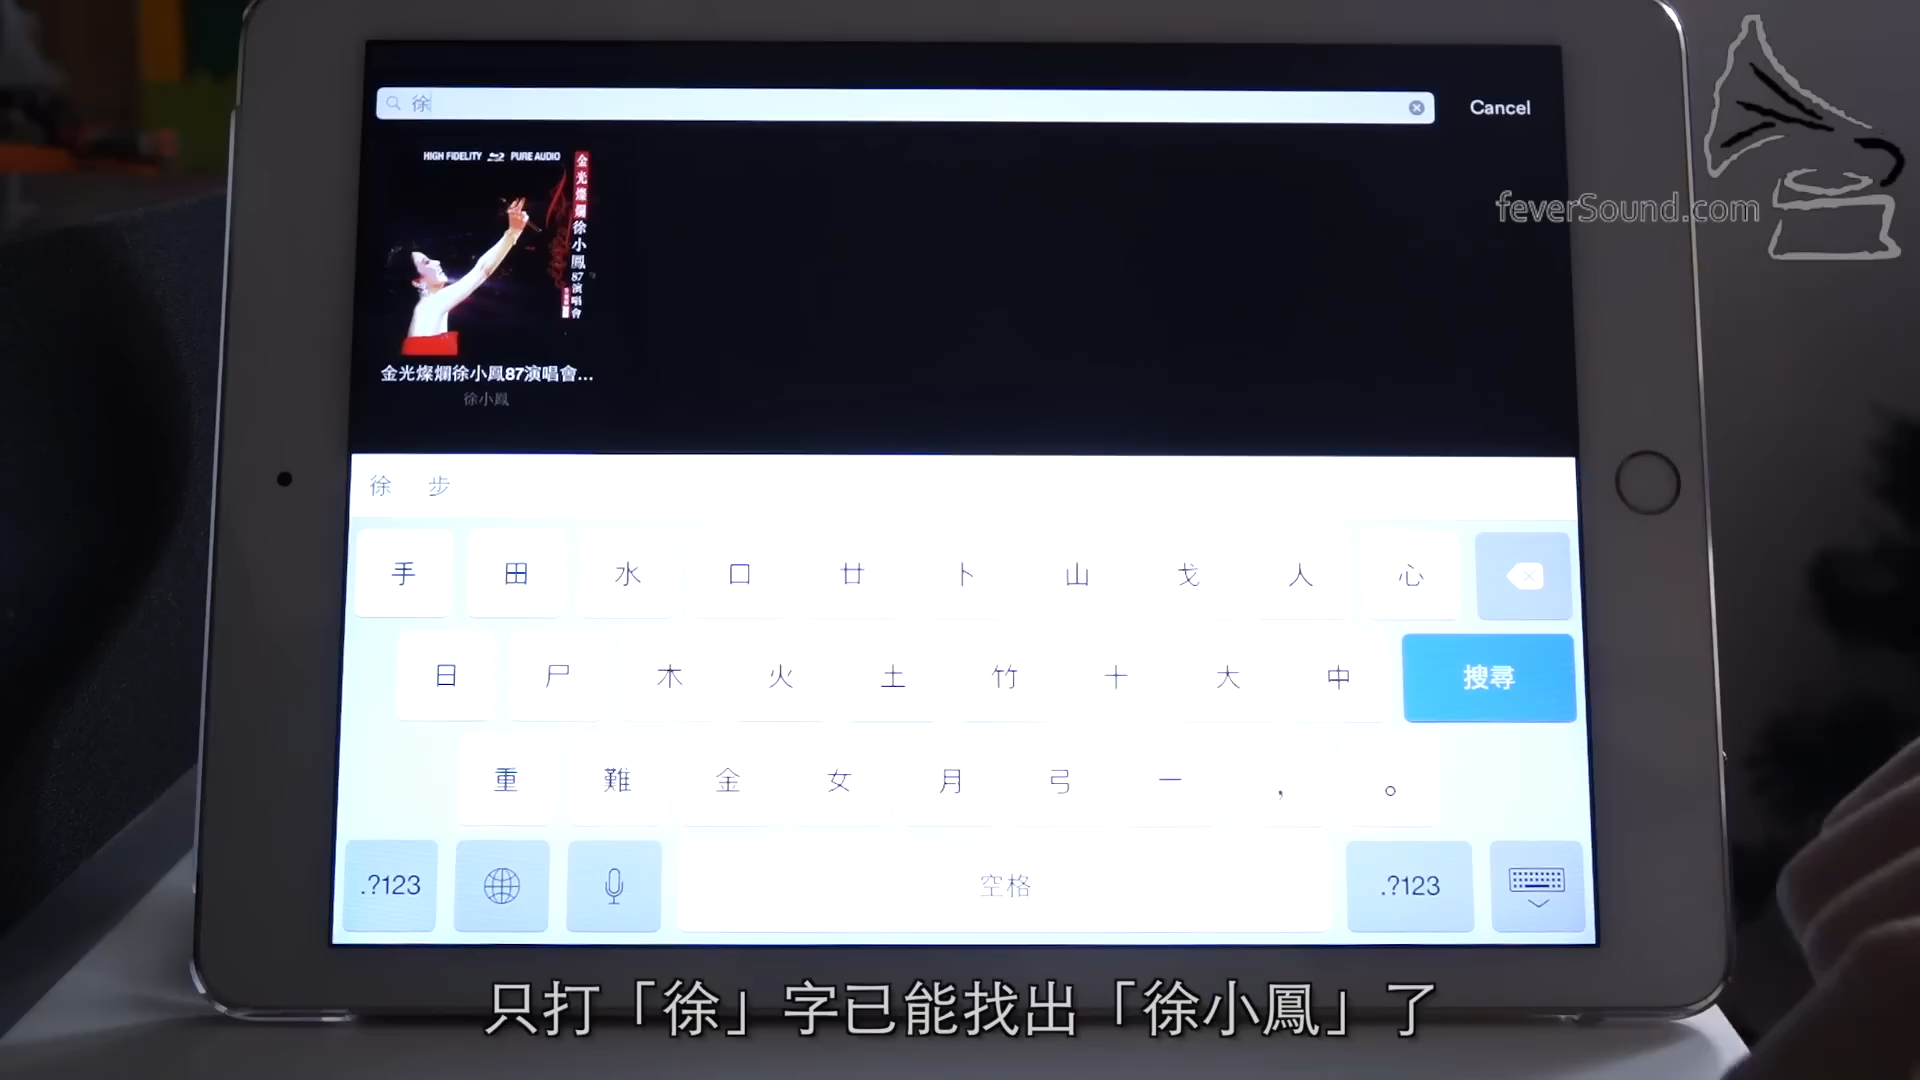 徐
Cancel
HIGH FIDELITY PURE AUDIO
金光燦爛徐小鳳87演唱會
feverSound.com
金光燦爛徐小鳳87演唱會...
徐小鳳
徐 步
手 田 水 口 廿 卜 山 戈 人 心
日 尸 木 火 土 竹 十 大 中 搜尋
重 難 金 女 月 弓 一 ， 。
.?123 空格 .?123
只打「徐」字已能找出「徐小鳳」了